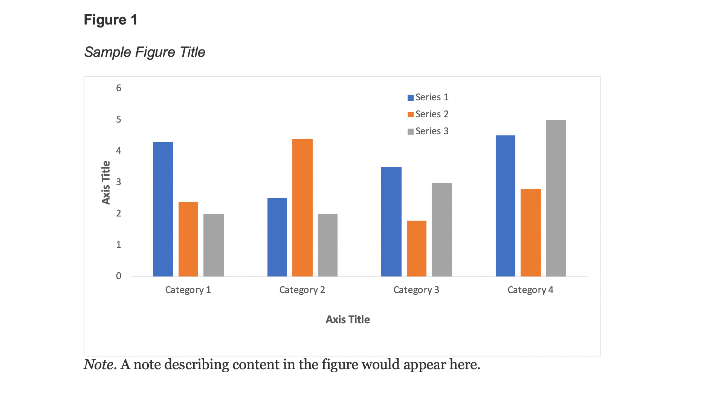 Figure 1
Sample Figure Title
6
5
4
3
2
1
0
Axis Title
Series 1
Series 2
Series 3
Category 1
Category 2
Category 3
Category 4
Axis Title
Note. A note describing content in the figure would appear here.